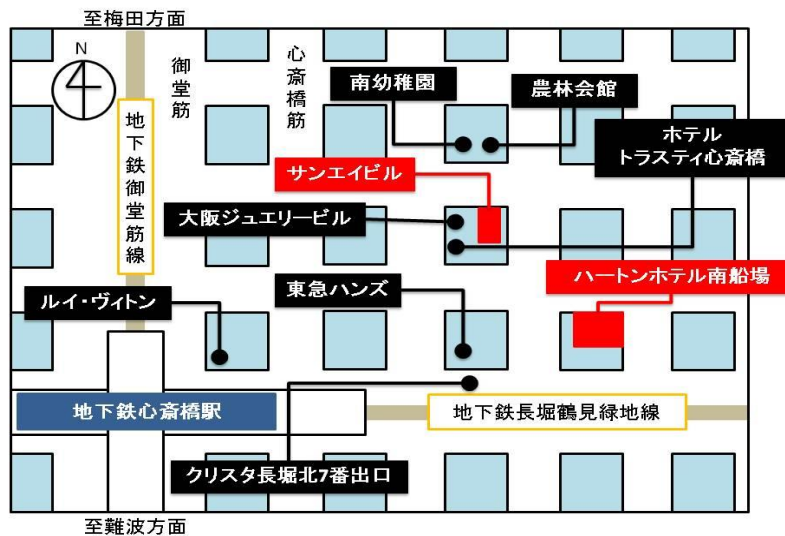 至梅田方面
N
御堂筋
心斎橋筋
南幼稚園
農林会館
ホテル
トラスティ心斎橋
地下鉄御堂筋線
サンエイビル
大阪ジュエリービル
ハートンホテル南船場
ルイ・ヴィトン
東急ハンズ
地下鉄心斎橋駅
地下鉄長堀鶴見緑地線
クリスタ長堀北7番出口
至難波方面